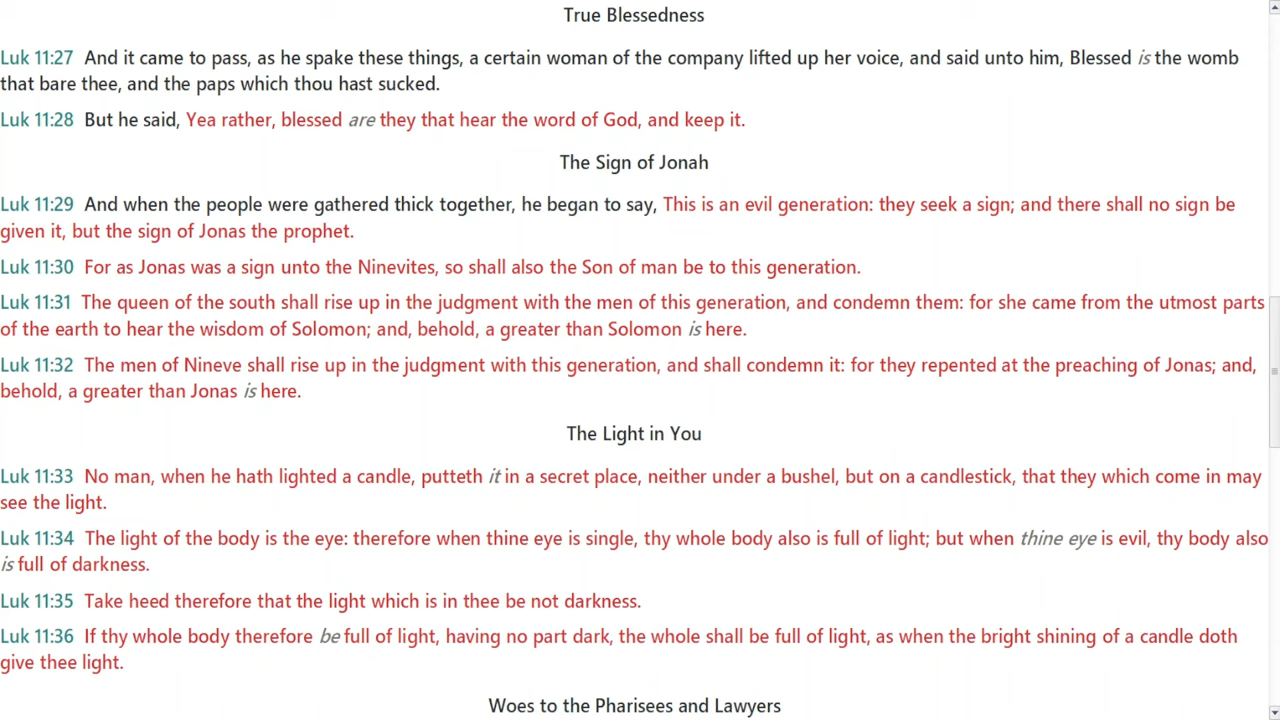 True Blessedness
Luk 11:27 And it came to pass, as he spake these things, a certain woman of the company lifted up her voice, and said unto him, Blessed is the womb
that bare thee, and the paps which thou hast sucked.
Luk 11:28 But he said, Yea rather, blessed are they that hear the word of God, and keep it.
The Sign of Jonah
Luk 11:29 And when the people were gathered thick together, he began to say, This is an evil generation: they seek a sign; and there shall no sign be
given it, but the sign of Jonas the prophet.
Luk 11:30 For as Jonas was a sign unto the Ninevites, so shall also the Son of man be to this generation.
Luk 11:31 The queen of the south shall rise up in the judgment with the men of this generation, and condemn them: for she came from the utmost parts
of the earth to hear the wisdom of Solomon; and, behold, a greater than Solomon is here.
Luk 11:32 The men of Nineve shall rise up in the judgment with this generation, and shall condemn it: for they repented at the preaching of Jonas; and,
behold, a greater than Jonas is here.
The Light in You
Luk 11:33 No man, when he hath lighted a candle, putteth it in a secret place, neither under a bushel, but on a candlestick, that they which come in may
see the light.
Luk 11:34 The light of the body is the eye: therefore when thine eye is single, thy whole body also is full of light; but when thine eye is evil, thy body also
is full of darkness.
Luk 11:35 Take heed therefore that the light which is in thee be not darkness.
Luk 11:36 If thy whole body therefore be full of light, having no part dark, the whole shall be full of light, as when the bright shining of a candle doth
give thee light.
Woes to the Pharisees and Lawyers